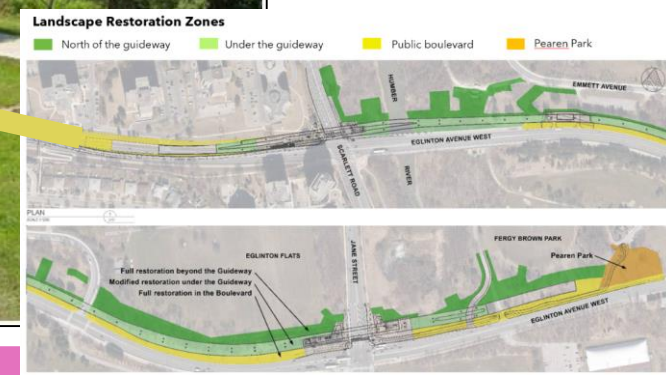 Landscape Restoration Zones
North of the guideway
Under the guideway
Public boulevard
Pearen Park
HUMBER
EMMETT AVENUE
EGLINTON AVENUE WEST
SCARLETT ROAD
RIVER
PLAN
EGLINTON FLATS
JANE STREET
FERGY BROWN PARK
Pearen Park
Full restoration beyond the Guideway
Modified restoration under the Guideway
Full restoration in the Boulevard
EGLINTON AVENUE WEST